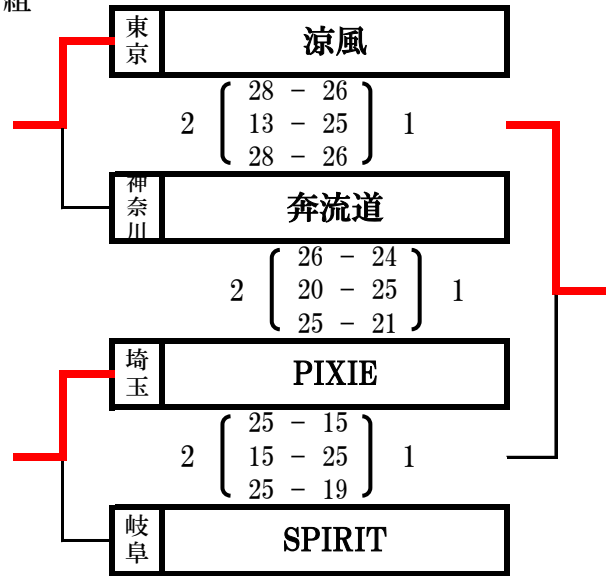 組
東京 涼風
2 28 － 26 1
13 － 25
28 － 26
神奈川 奔流道
2 26 － 24 1
20 － 25
25 － 21
埼玉 PIXIE
2 25 － 15 1
15 － 25
25 － 19
岐阜 SPIRIT